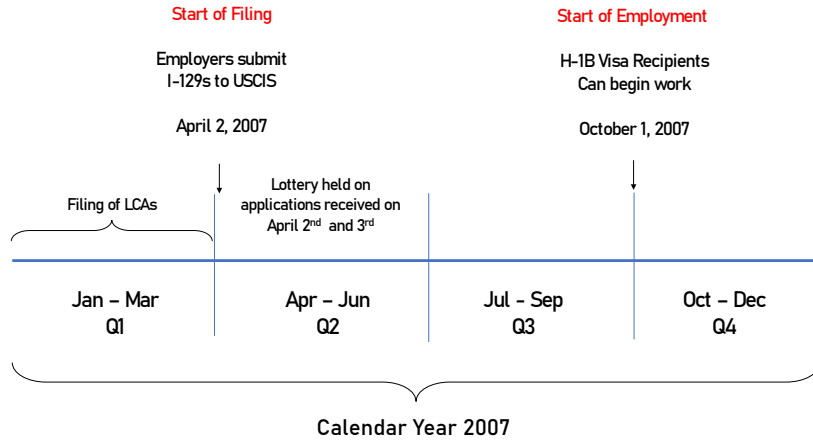 Start of Filing
Employers submit
I-129s to USCIS
April 2, 2007
Start of Employment
H-1B Visa Recipients
Can begin work
October 1, 2007
Filing of LCAs
Lottery held on
applications received on
April 2nd and 3rd
Jan – Mar
Q1
Apr – Jun
Q2
Jul - Sep
Q3
Oct – Dec
Q4
Calendar Year 2007